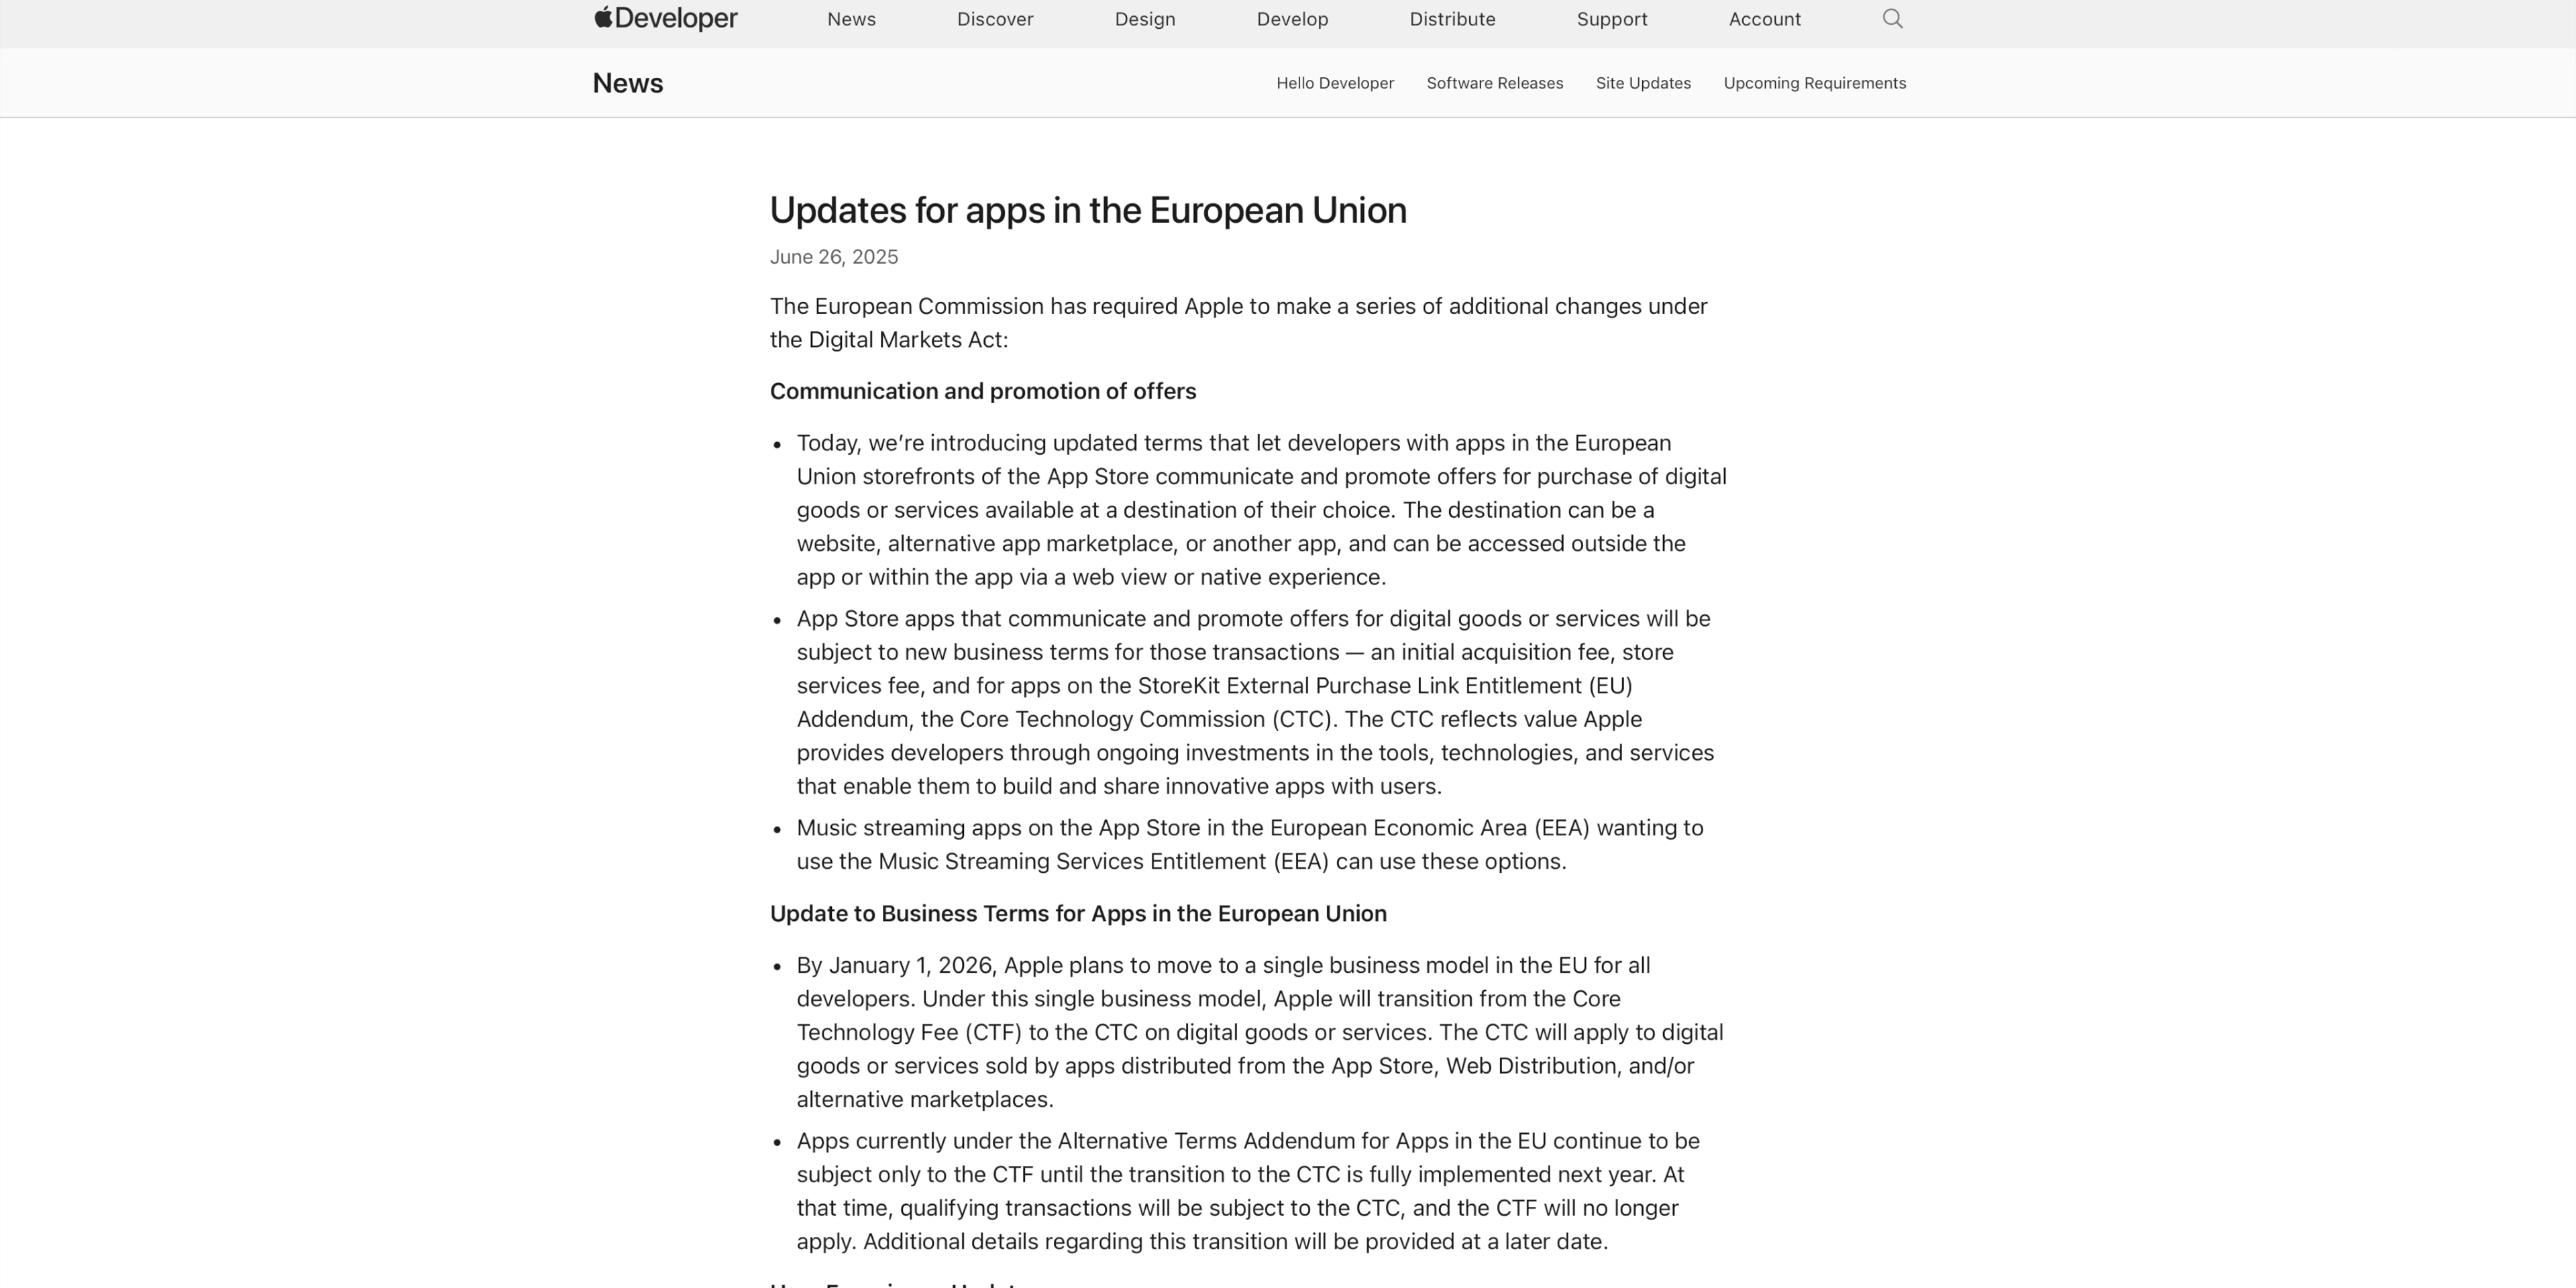 Developer
News
Discover
Design
Develop
Distribute
Support
Account
News
Hello Developer
Software Releases
Site Updates
Upcoming Requirements
Updates for apps in the European Union
June 26, 2025
The European Commission has required Apple to make a series of additional changes under
the Digital Markets Act:
Communication and promotion of offers
• Today, we’re introducing updated terms that let developers with apps in the European
Union storefronts of the App Store communicate and promote offers for purchase of digital
goods or services available at a destination of their choice. The destination can be a
website, alternative app marketplace, or another app, and can be accessed outside the
app or within the app via a web view or native experience.
• App Store apps that communicate and promote offers for digital goods or services will be
subject to new business terms for those transactions — an initial acquisition fee, store
services fee, and for apps on the StoreKit External Purchase Link Entitlement (EU)
Addendum, the Core Technology Commission (CTC). The CTC reflects value Apple
provides developers through ongoing investments in the tools, technologies, and services
that enable them to build and share innovative apps with users.
• Music streaming apps on the App Store in the European Economic Area (EEA) wanting to
use the Music Streaming Services Entitlement (EEA) can use these options.
Update to Business Terms for Apps in the European Union
• By January 1, 2026, Apple plans to move to a single business model in the EU for all
developers. Under this single business model, Apple will transition from the Core
Technology Fee (CTF) to the CTC on digital goods or services. The CTC will apply to digital
goods or services sold by apps distributed from the App Store, Web Distribution, and/or
alternative marketplaces.
• Apps currently under the Alternative Terms Addendum for Apps in the EU continue to be
subject only to the CTF until the transition to the CTC is fully implemented next year. At
that time, qualifying transactions will be subject to the CTC, and the CTF will no longer
apply. Additional details regarding this transition will be provided at a later date.